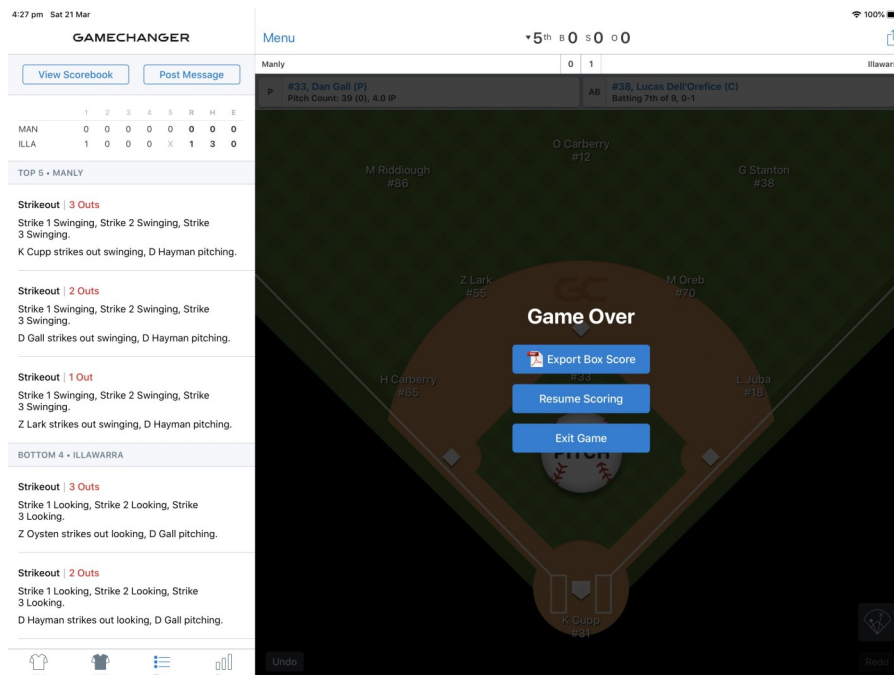 4:27 pm Sat 21 Mar
100%
GAMECHANGER
View Scorebook
Post Message
1 2 3 4 5 R H E
MAN 0 0 0 0 0 0 0 0
ILLA 1 0 0 0 X 1 3 0
TOP 5 • MANLY
Strikeout | 3 Outs
Strike 1 Swinging, Strike 2 Swinging, Strike
3 Swinging.
K Cupp strikes out swinging, D Hayman pitching.
Strikeout | 2 Outs
Strike 1 Swinging, Strike 2 Swinging, Strike
3 Swinging.
D Gall strikes out swinging, D Hayman pitching.
Strikeout | 1 Out
Strike 1 Swinging, Strike 2 Swinging, Strike
3 Swinging.
Z Lark strikes out swinging, D Hayman pitching.
BOTTOM 4 • ILLAWARRA
Strikeout | 3 Outs
Strike 1 Looking, Strike 2 Looking, Strike
3 Looking.
Z Oysten strikes out looking, D Gall pitching.
Strikeout | 2 Outs
Strike 1 Looking, Strike 2 Looking, Strike
3 Looking.
D Hayman strikes out looking, D Gall pitching.
Menu
▾5th B 0 S 0 O 0
Manly 0 1 Illawarr
P #33, Dan Gall (P)
Pitch Count: 39 (0), 4.0 IP
AB #38, Lucas Dell'Orefice (C)
Batting 7th of 9, 0-1
O Carberry
#12
M Riddiough
#86
G Stanton
#38
Z Lark
#55
GC
M Oreb
#70
Game Over
Export Box Score
H Carberry
#65
#33
L Juba
#18
Resume Scoring
Exit Game
PITCH
K Cupp
#31
Undo
Redo